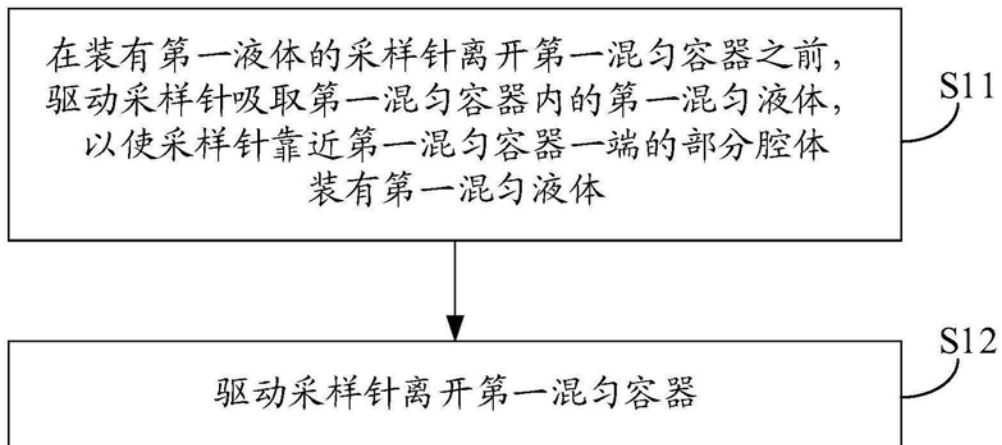 在装有第一液体的采样针离开第一混匀容器之前，
驱动采样针吸取第一混匀容器内的第一混匀液体，
以使采样针靠近第一混匀容器一端的部分腔体
装有第一混匀液体
S11
驱动采样针离开第一混匀容器
S12